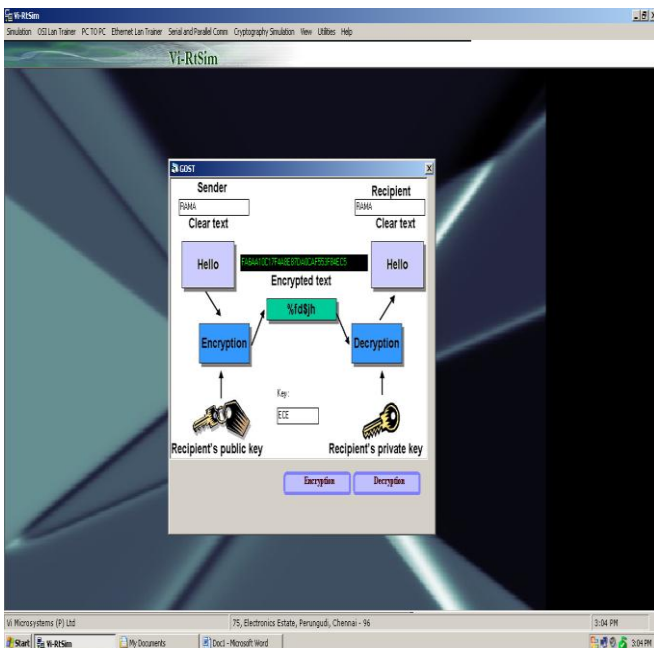 Vi-RtSim
Simulation OSI Lan Trainer PC TO PC Ethernet Lan Trainer Serial and Parallel Comm Cryptography Simulation View Utilities Help
Vi-RtSim
GOST
Sender Recipient
RAMA RAMA
Clear text Clear text
Hello Hello
Encrypted text
%fd$jh
Encryption Decryption
Key :
ECE
Recipient's public key Recipient's private key
Encryption Decryption
Vi Microsystems (P) Ltd 75, Electronics Estate, Perungudi, Chennai - 96 3:04 PM
Start Vi-RtSim My Documents Doc1 - Microsoft Word 3:04 PM